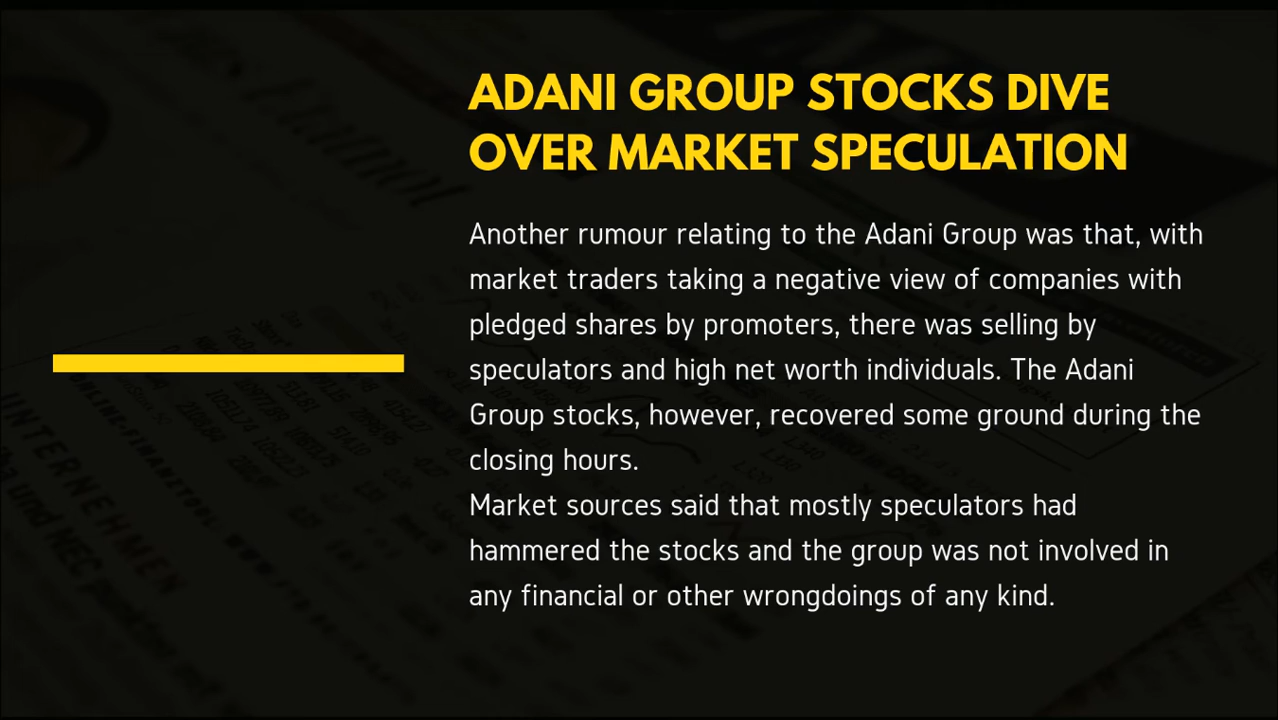 ADANI GROUP STOCKS DIVE
OVER MARKET SPECULATION
Another rumour relating to the Adani Group was that, with
market traders taking a negative view of companies with
pledged shares by promoters, there was selling by
speculators and high net worth individuals. The Adani
Group stocks, however, recovered some ground during the
closing hours.
Market sources said that mostly speculators had
hammered the stocks and the group was not involved in
any financial or other wrongdoings of any kind.
INTERNEHMEN